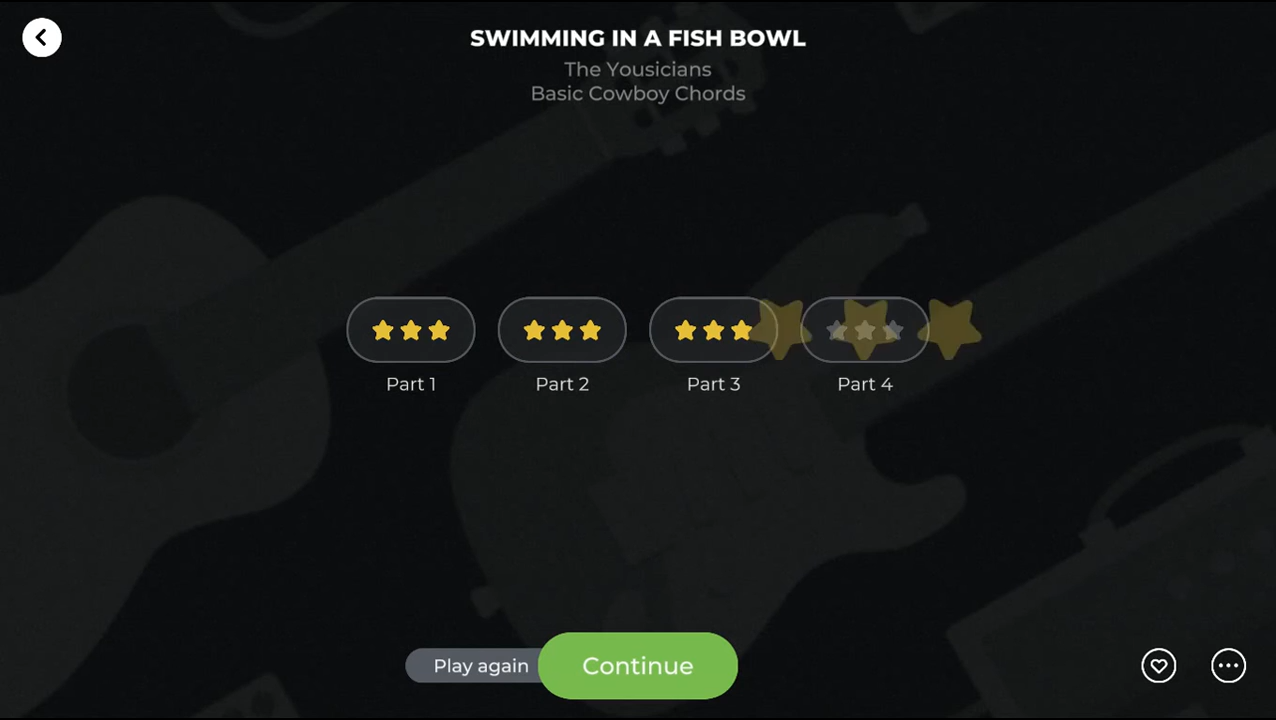 SWIMMING IN A FISH BOWL
The Yousicians
Basic Cowboy Chords
Part 1
Part 2
Part 3
Part 4
Play again
Continue